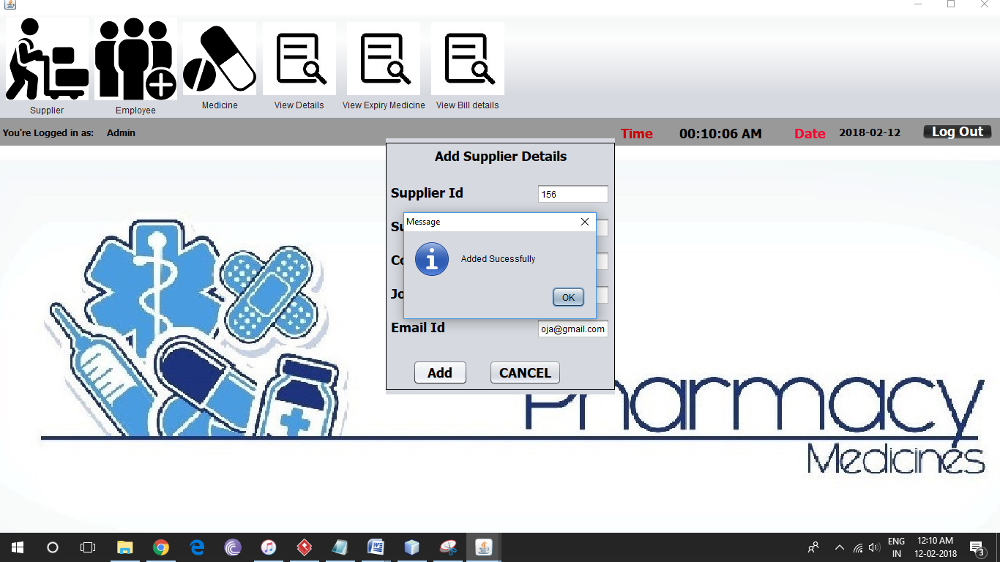 Supplier
Employee
Medicine
View Details
View Expiry Medicine
View Bill details
You're Logged in as: Admin
Time 00:10:06 AM Date 2018-02-12 Log Out
Add Supplier Details
Supplier Id 156
Message
Su
Added Sucessfully
Co
OK
Jo
Email Id oja@gmail.com
Add CANCEL
Pharmacy
Medicines
ENG 12:10 AM
IN 12-02-2018 3